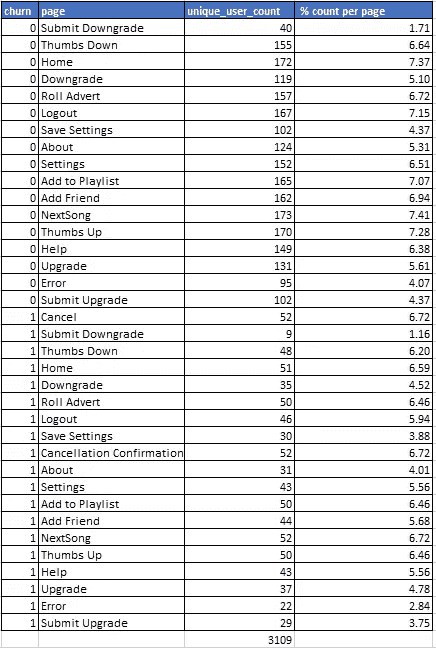 churn page unique_user_count % count per page
0 Submit Downgrade 40 1.71
0 Thumbs Down 155 6.64
0 Home 172 7.37
0 Downgrade 119 5.10
0 Roll Advert 157 6.72
0 Logout 167 7.15
0 Save Settings 102 4.37
0 About 124 5.31
0 Settings 152 6.51
0 Add to Playlist 165 7.07
0 Add Friend 162 6.94
0 NextSong 173 7.41
0 Thumbs Up 170 7.28
0 Help 149 6.38
0 Upgrade 131 5.61
0 Error 95 4.07
0 Submit Upgrade 102 4.37
1 Cancel 52 6.72
1 Submit Downgrade 9 1.16
1 Thumbs Down 48 6.20
1 Home 51 6.59
1 Downgrade 35 4.52
1 Roll Advert 50 6.46
1 Logout 46 5.94
1 Save Settings 30 3.88
1 Cancellation Confirmation 52 6.72
1 About 31 4.01
1 Settings 43 5.56
1 Add to Playlist 50 6.46
1 Add Friend 44 5.68
1 NextSong 52 6.72
1 Thumbs Up 50 6.46
1 Help 43 5.56
1 Upgrade 37 4.78
1 Error 22 2.84
1 Submit Upgrade 29 3.75
3109